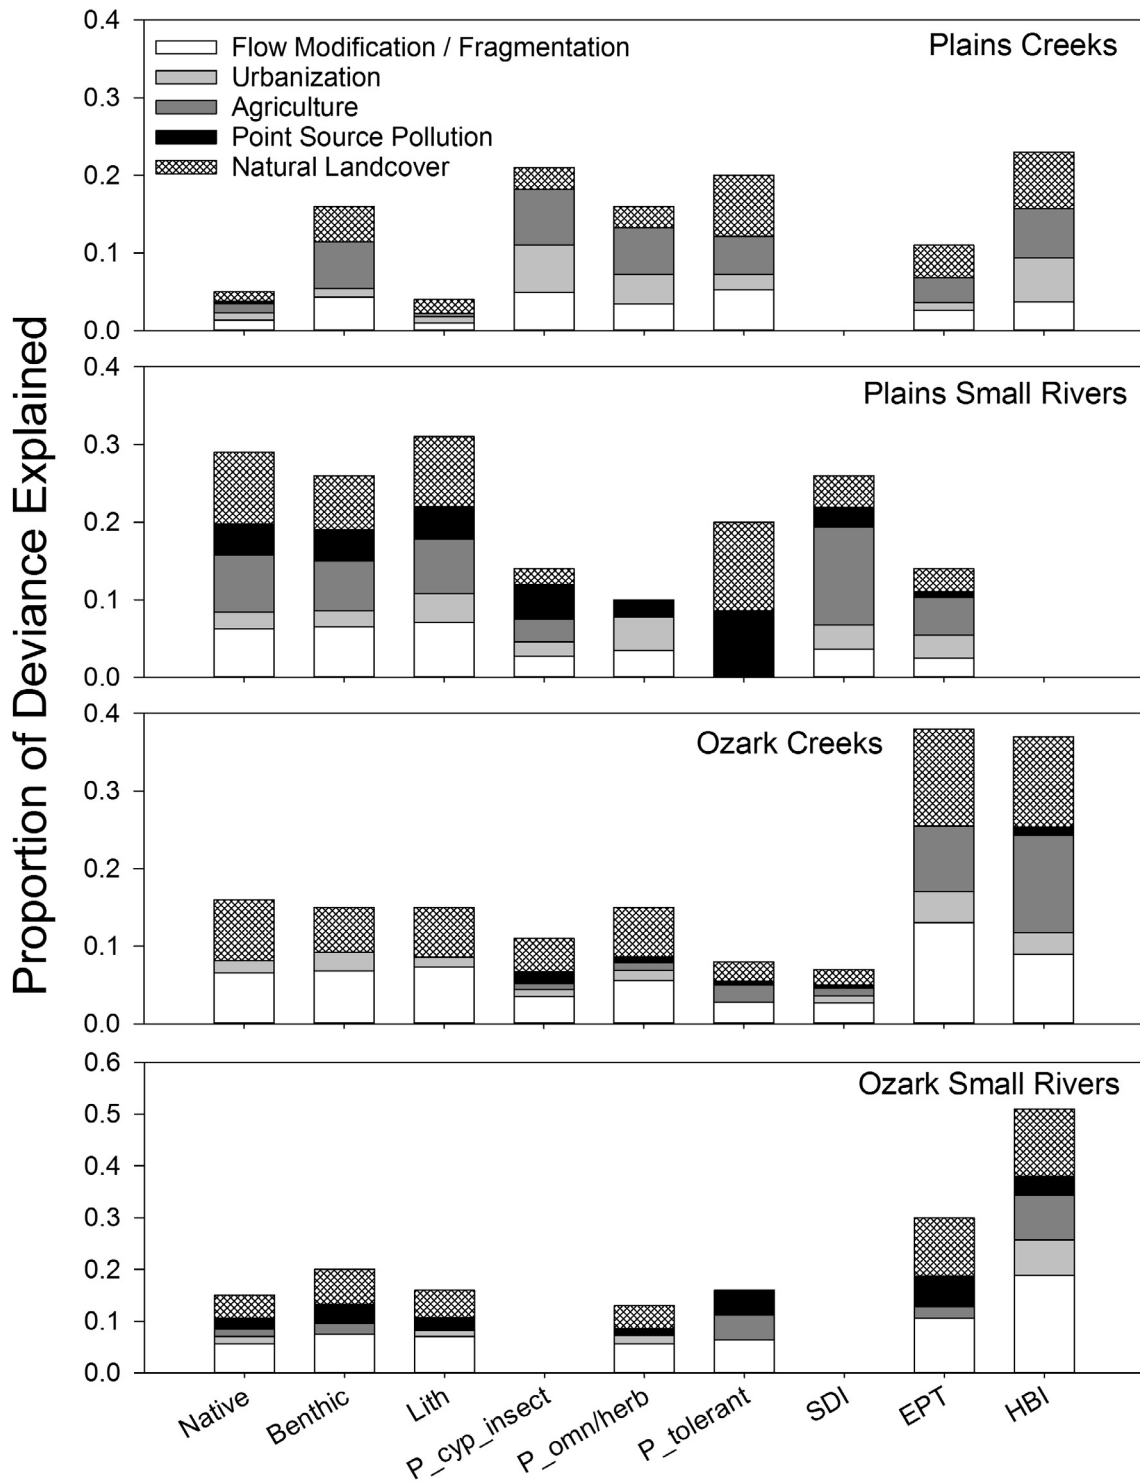 Proportion of Deviance Explained
0.4
0.3
0.2
0.1
0.0
Flow Modification / Fragmentation
Urbanization
Agriculture
Point Source Pollution
Natural Landcover
Plains Creeks
0.4
0.3
0.2
0.1
0.0
Plains Small Rivers
0.4
0.3
0.2
0.1
0.0
Ozark Creeks
0.6
0.5
0.4
0.3
0.2
0.1
0.0
Ozark Small Rivers
Native
Benthic
Lith
P_cyp_insect
P_omn/herb
P_tolerant
SDI
EPT
HBI